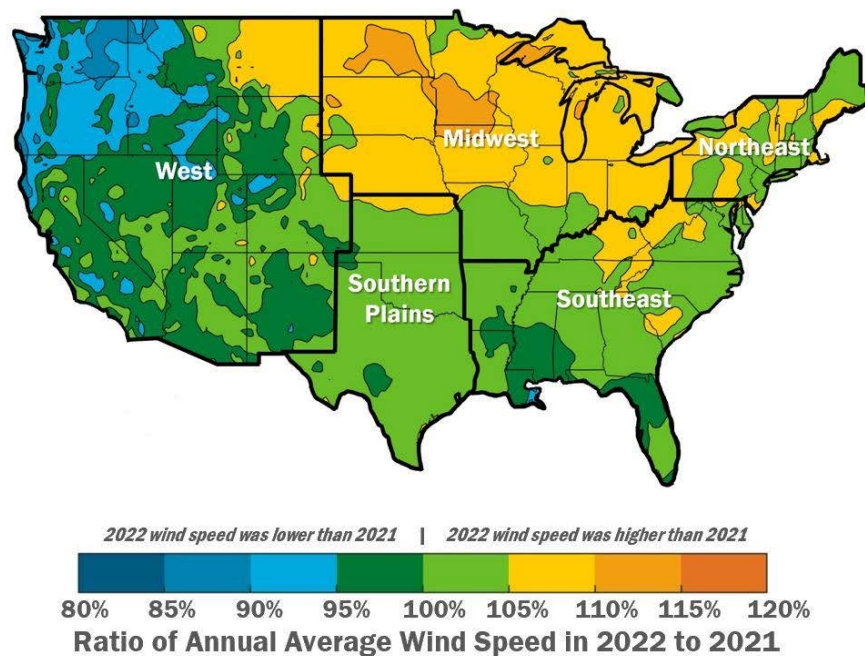 West
Midwest
Northeast
Southern
Plains
Southeast
2022 wind speed was lower than 2021 | 2022 wind speed was higher than 2021
80% 85% 90% 95% 100% 105% 110% 115% 120%
Ratio of Annual Average Wind Speed in 2022 to 2021